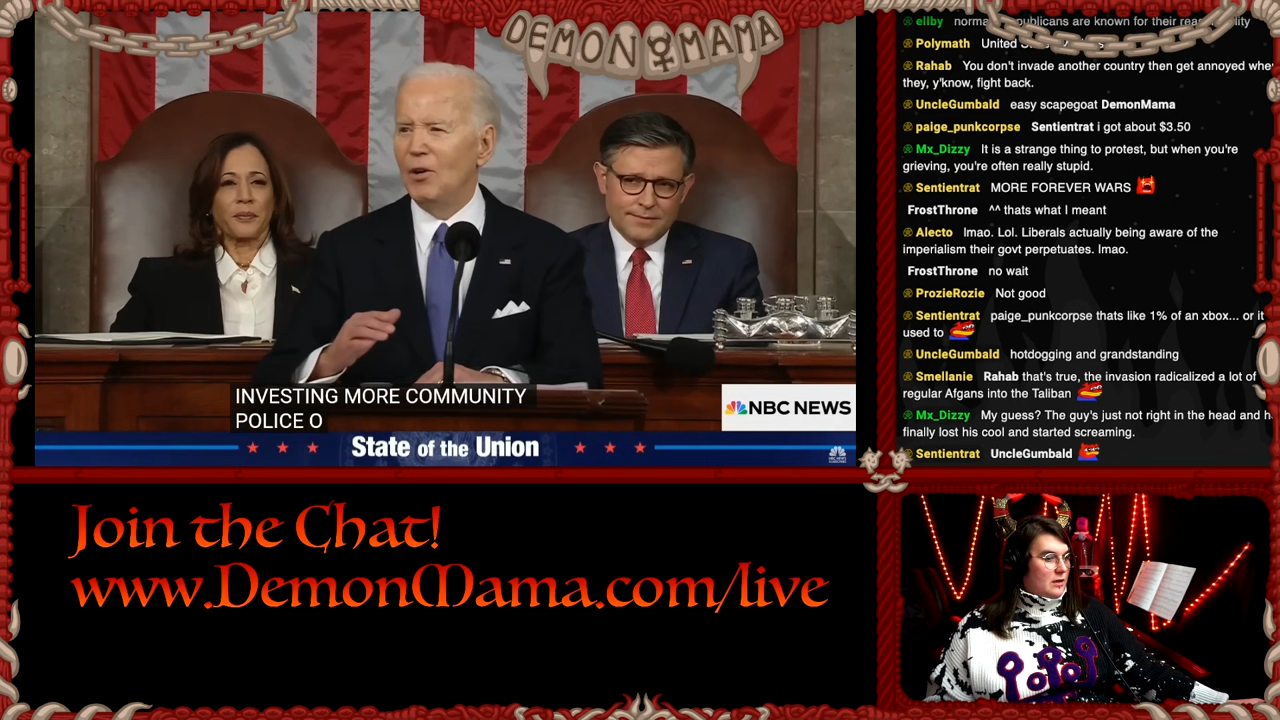 DEMON MAMA
INVESTING MORE COMMUNITY
POLICE O
NBC NEWS
State of the Union
Join the Chat!
www.DemonMama.com/live
ellby
Polymath United
Rahab You don't invade another country then get annoyed
they, y'know, fight back.
UncleGumbald easy scapegoat DemonMama
paige_punkcorpse Sentientrat i got about $3.50
Mx_Dizzy It is a strange thing to protest, but when you're
grieving, you're often really stupid.
Sentientrat MORE FOREVER WARS
FrostThrone ^^ thats what I meant
Alecto lmao. Lol. Liberals actually being aware of the
imperialism their govt perpetuates. lmao.
FrostThrone no wait
ProzieRozie Not good
Sentientrat paige_punkcorpse thats like 1% of an xbox... or it
used to
UncleGumbald hotdogging and grandstanding
Smellanie Rahab that's true, the invasion radicalized a lot of
regular Afgans into the Taliban
Mx_Dizzy My guess? The guy's just not right in the head and h
finally lost his cool and started screaming.
Sentientrat UncleGumbald